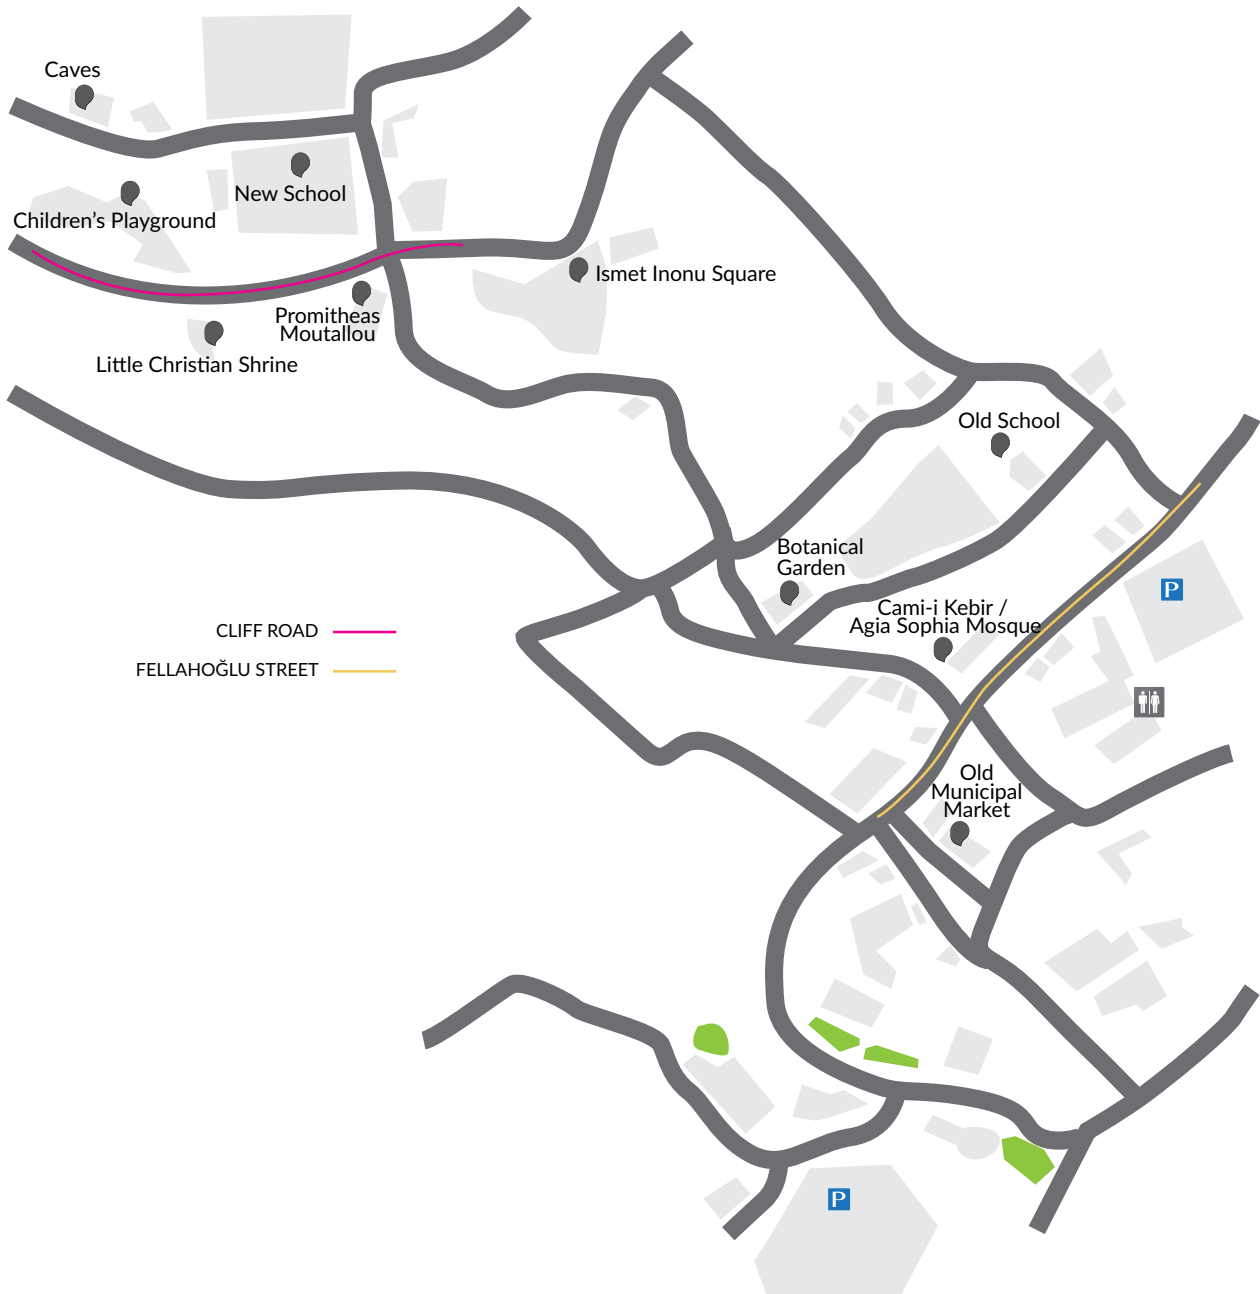 Caves
New School
Children's Playground
Ismet Inonu Square
Promitheas
Moutallou
Little Christian Shrine
Old School
Botanical
Garden
P
Cami-i Kebir /
Agia Sophia Mosque
CLIFF ROAD
FELLAHOĞLU STREET
Old
Municipal
Market
P